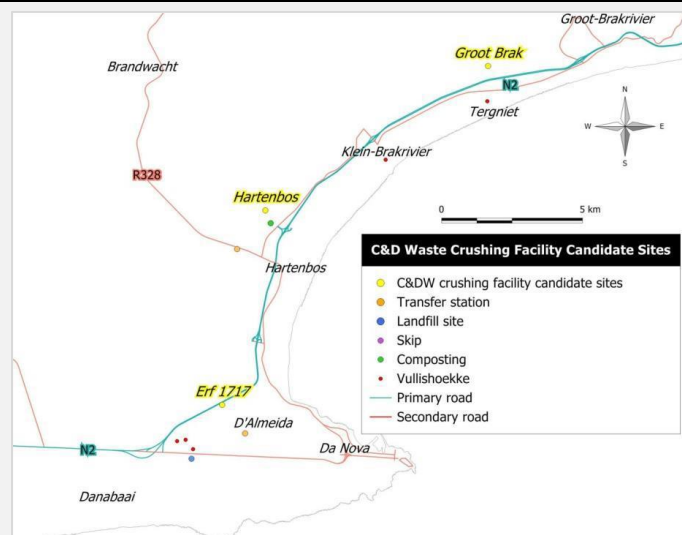 Groot-Brakrivier
Groot Brak
Brandwacht
N2
Tergniet
N
W
E
S
Klein-Brakrivier
R328
Hartenbos
0
5 km
C&D Waste Crushing Facility Candidate Sites
Hartenbos
C&DW crushing facility candidate sites
Transfer station
Landfill site
Skip
Composting
Vullishoekke
Primary road
Secondary road
Erf 1717
D'Almeida
N2
Da Nova
Danabaai